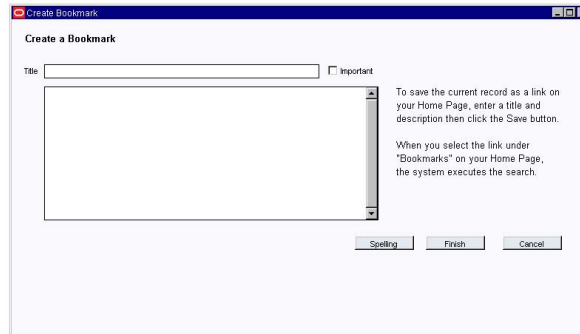 Create Bookmark
Create a Bookmark
Title
Important
To save the current record as a link on
your Home Page, enter a title and
description then click the Save button.
When you select the link under
"Bookmarks" on your Home Page,
the system executes the search.
Spelling Finish Cancel